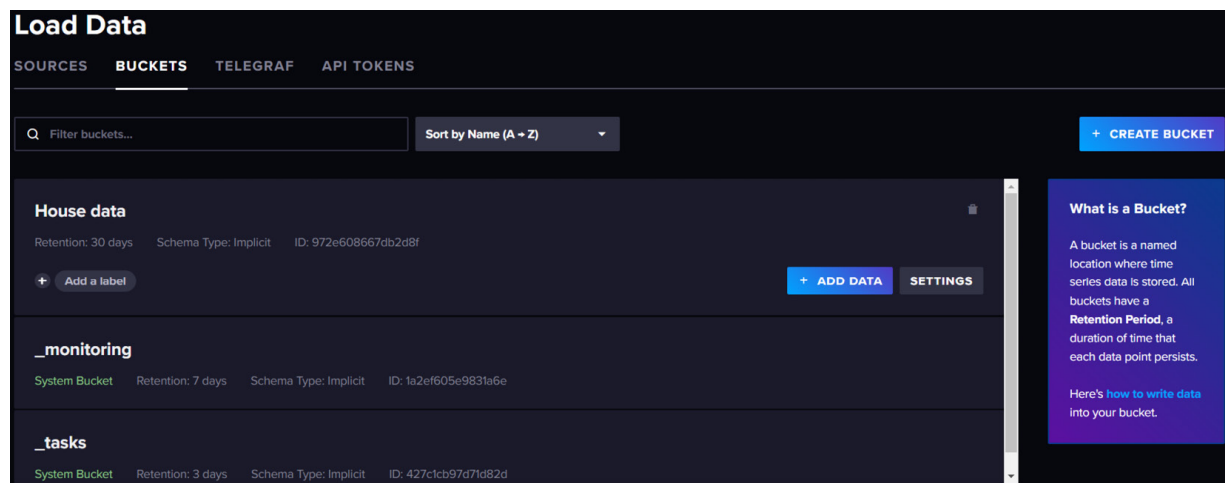 Load Data
SOURCES BUCKETS TELEGRAF API TOKENS
Filter buckets...
Sort by Name (A → Z)
+ CREATE BUCKET
House data
Retention: 30 days Schema Type: Implicit ID: 972e608667db2d8f
+ Add a label
+ ADD DATA
SETTINGS
_monitoring
System Bucket Retention: 7 days Schema Type: Implicit ID: 1a2ef605e9831a6e
_tasks
System Bucket Retention: 3 days Schema Type: Implicit ID: 427c1cb97d71d82d
What is a Bucket?
A bucket is a named
location where time
series data is stored. All
buckets have a
Retention Period, a
duration of time that
each data point persists.
Here's how to write data
into your bucket.